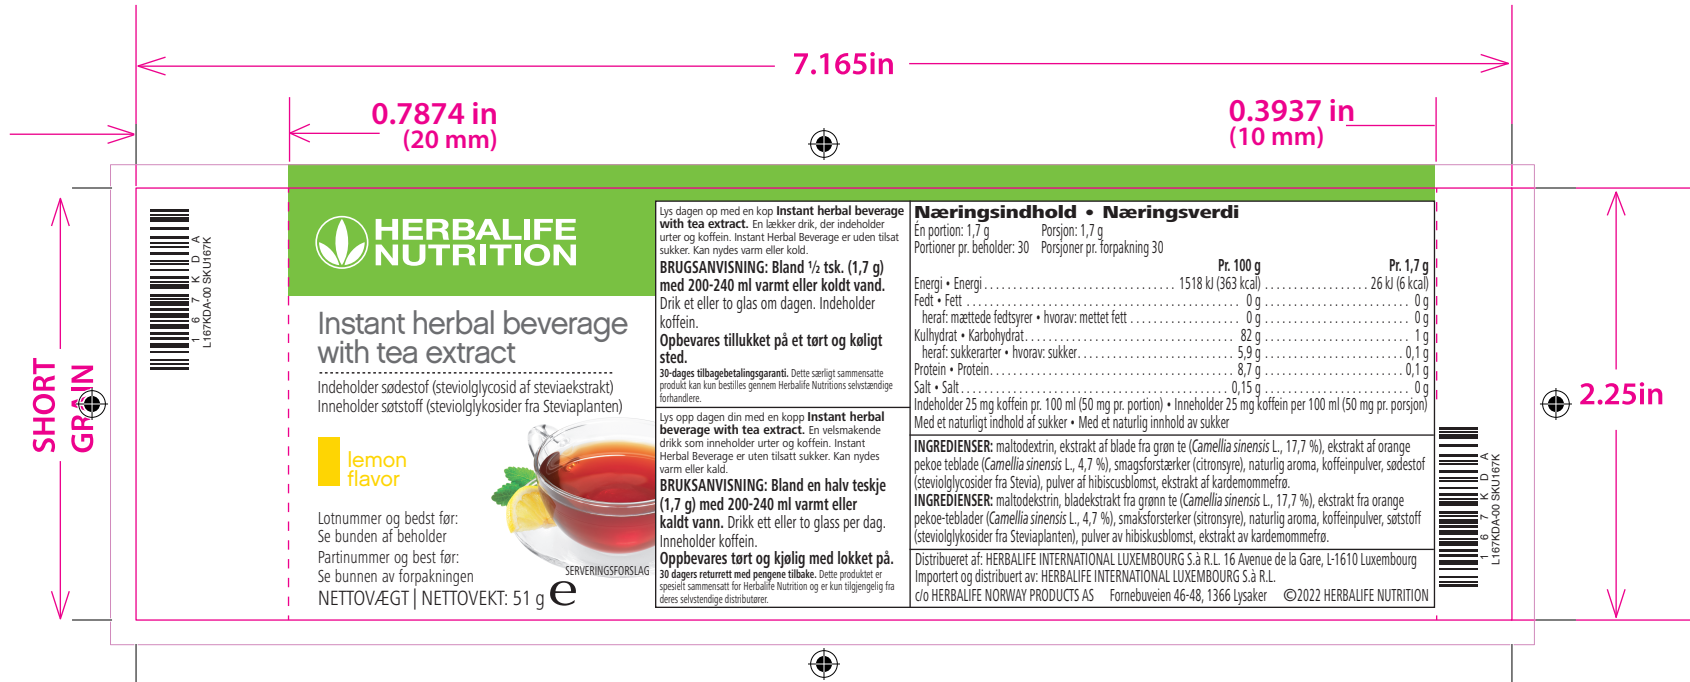 7.165in
0.7874 in
(20 mm)
0.3937 in
(10 mm)
SHORT
GRAIN
2.25in
1 6 7 K D A
L167KDA-00 SKU167K
HERBALIFE
NUTRITION
Instant herbal beverage
with tea extract
Indeholder sødestof (steviolglycosid af steviaekstrakt)
Inneholder søtstoff (steviolglykosider fra Steviaplanten)
lemon
flavor
Lotnummer og bedst før:
Se bunden af beholder
Partinummer og best før:
Se bunnen av forpakningen
NETTOVÆGT | NETTOVEKT: 51 g e
SERVERINGSFORSLAG
Lys dagen op med en kop Instant herbal beverage
with tea extract. En lækker drik, der indeholder
urter og koffein. Instant Herbal Beverage er uden tilsat
sukker. Kan nydes varm eller kold.
BRUGSANVISNING: Bland ½ tsk. (1,7 g)
med 200-240 ml varmt eller koldt vand.
Drik et eller to glas om dagen. Indeholder
koffein.
Opbevares tillukket på et tørt og køligt
sted.
30-dages tilbagebetalingsgaranti. Dette særligt sammensatte
produkt kan kun bestilles gennem Herbalife Nutritions selvstændige
forhandlere.
Lys opp dagen din med en kopp Instant herbal
beverage with tea extract. En velsmakende
drikk som inneholder urter og koffein. Instant
Herbal Beverage er uten tilsatt sukker. Kan nydes
varm eller kald.
BRUKSANVISNING: Bland en halv teskje
(1,7 g) med 200-240 ml varmt eller
kaldt vann. Drikk ett eller to glass per dag.
Inneholder koffein.
Oppbevares tørt og kjølig med lokket på.
30 dagers returrett med pengene tilbake. Dette produktet er
spesielt sammensatt for Herbalife Nutrition og er kun tilgjengelig fra
deres selvstendige distributører.
Næringsindhold • Næringsverdi
Én portion: 1,7 g Porsjon: 1,7 g
Portioner pr. beholder: 30 Porsjoner pr. forpakning 30
Pr. 100 g Pr. 1,7 g
Energi • Energi 1518 kJ (363 kcal) 26 kJ (6 kcal)
Fedt • Fett 0 g 0 g
heraf: mættede fedtsyrer • hvorav: mettet fett 0 g 0 g
Kulhydrat • Karbohydrat 82 g 1 g
heraf: sukkerarter • hvorav: sukker 5,9 g 0,1 g
Protein • Protein 8,7 g 0,1 g
Salt • Salt 0,15 g 0 g
Indeholder 25 mg koffein pr. 100 ml (50 mg pr. portion) • Inneholder 25 mg koffein per 100 ml (50 mg pr. porsjon)
Med et naturligt indhold af sukker • Med et naturlig innhold av sukker
INGREDIENSER: maltodextrin, ekstrakt af blade fra grøn te (Camellia sinensis L., 17,7 %), ekstrakt af orange
pekoe teblade (Camellia sinensis L., 4,7 %), smagsforstærker (citronsyre), naturlig aroma, koffeinpulver, sødestof
(steviolglycosider fra Stevia), pulver af hibiscusblomst, ekstrakt af kardemommefrø.
INGREDIENSER: maltodekstrin, bladekstrakt fra grønn te (Camellia sinensis L., 17,7 %), ekstrakt fra orange
pekoe-teblader (Camellia sinensis L., 4,7 %), smaksforsterker (citronsyre), naturlig aroma, koffeinpulver, søtstoff
(steviolglykosider fra Steviaplanten), pulver av hibiskusblomst, ekstrakt av kardemommefrø.
Distribueret af: HERBALIFE INTERNATIONAL LUXEMBOURG S.à R.L. 16 Avenue de la Gare, L-1610 Luxembourg
Importert og distribuert av: HERBALIFE INTERNATIONAL LUXEMBOURG S.à R.L.
c/o HERBALIFE NORWAY PRODUCTS AS Fornebuveien 46-48, 1366 Lysaker ©2022 HERBALIFE NUTRITION
1 6 7 K D A
L167KDA-00 SKU167K